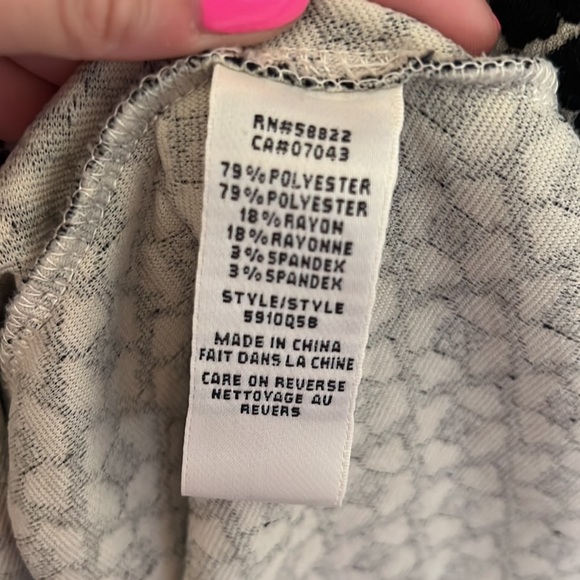 RN#58822
CA#07043
79%POLYESTER
79%POLYESTER
18%RAYON
18%RAYONNE
3%SPANDEX
3%SPANDEX
STYLE/STYLE
5910Q5B
MADE IN CHINA
FAIT DANS LA CHINE
CARE ON REVERSE
NETTOYAGE AU
REVERS